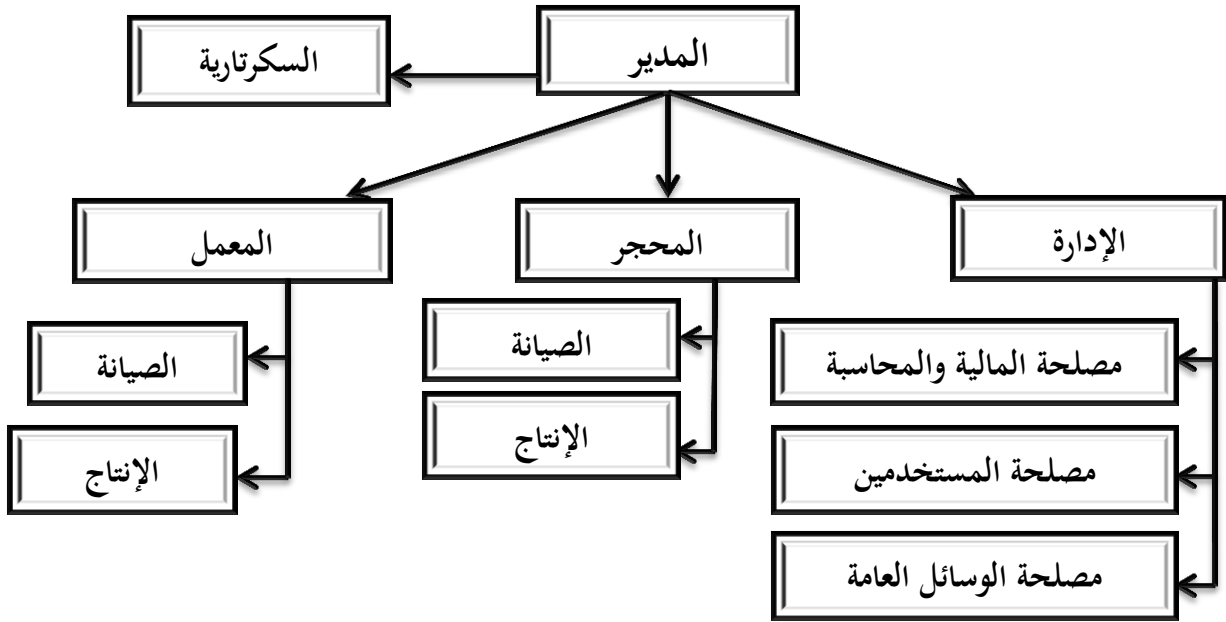 المدير
السكرتارية
الإدارة
المحجر
المعمل
مصلحة المالية والمحاسبة
مصلحة المستخدمين
مصلحة الوسائل العامة
الصيانة
الإنتاج
الصيانة
الإنتاج